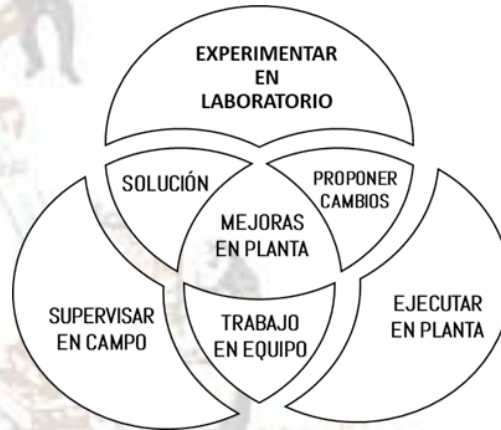 EXPERIMENTAR
EN
LABORATORIO
SOLUCIÓN
PROPONER
CAMBIOS
MEJORAS
EN PLANTA
SUPERVISAR
EN CAMPO
TRABAJO
EN EQUIPO
EJECUTAR
EN PLANTA